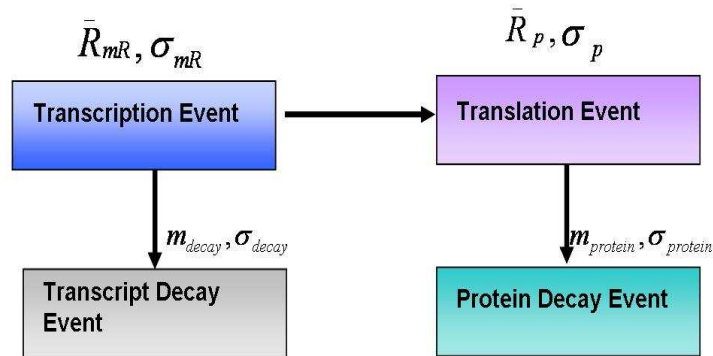 R̄mR, σmR
R̄p, σp
Transcription Event
Translation Event
mdecay, σdecay
mprotein, σprotein
Transcript Decay
Event
Protein Decay Event